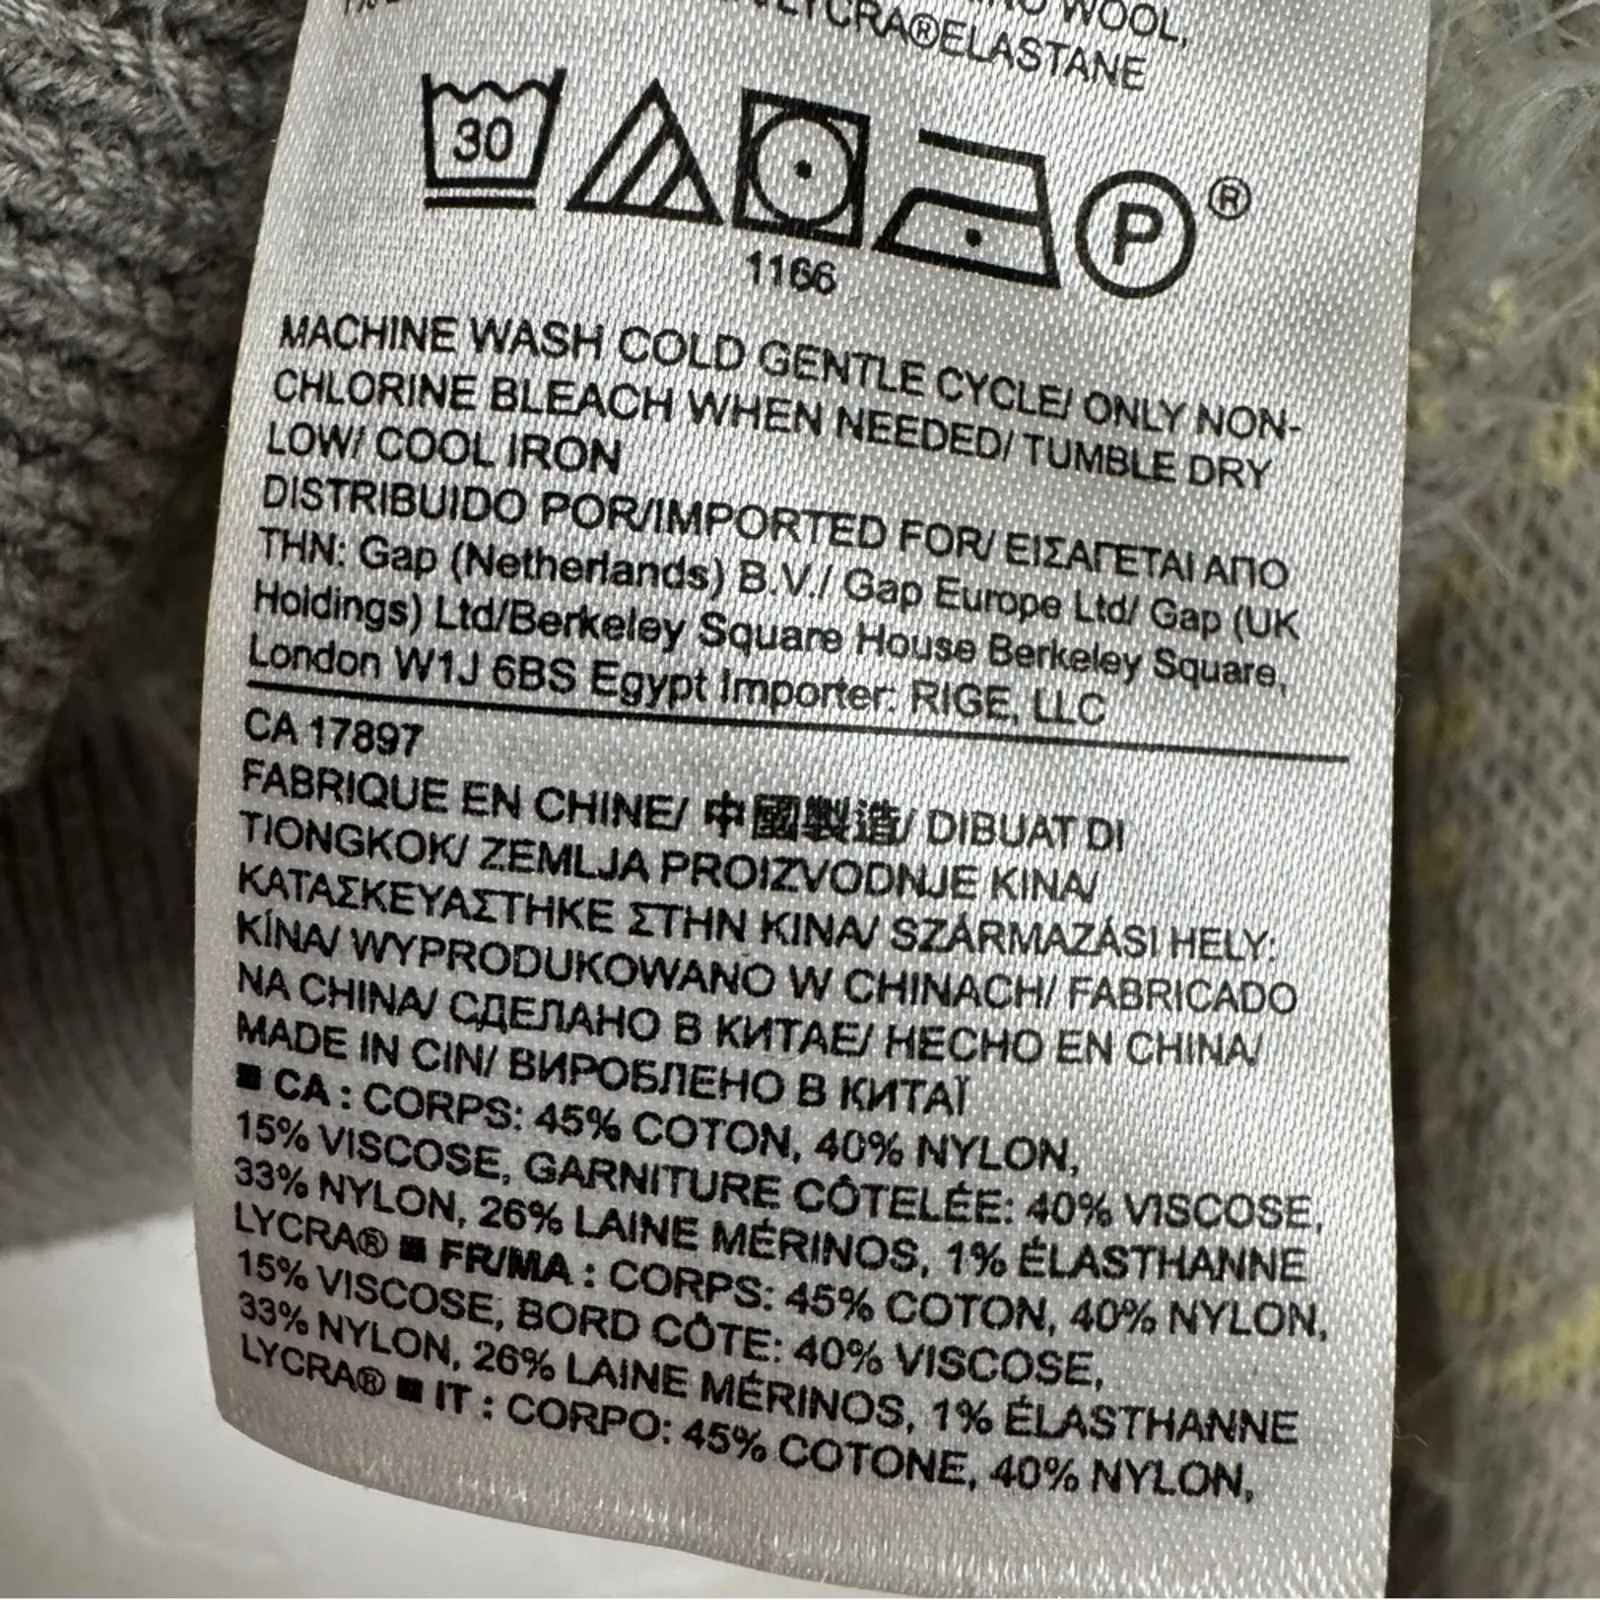 WOOL,
LYCRA®ELASTANE
30
P ®
1166
MACHINE WASH COLD GENTLE CYCLE/ ONLY NON-
CHLORINE BLEACH WHEN NEEDED/ TUMBLE DRY
LOW/ COOL IRON
DISTRIBUIDO POR/IMPORTED FOR/ ΕΙΣΑΓΕΤΑΙ ΑΠΟ
THN: Gap (Netherlands) B.V./ Gap Europe Ltd/ Gap (UK
Holdings) Ltd/Berkeley Square House Berkeley Square,
London W1J 6BS Egypt Importer: RIGE, LLC
CA 17897
FABRIQUE EN CHINE/ 中國製造/ DIBUAT DI
TIONGKOK/ ZEMLJA PROIZVODNJE KINA/
ΚΑΤΑΣΚΕΥΑΣΤΗΚΕ ΣΤΗΝ ΚΙΝΑ/ SZÁRMAZÁSI HELY:
KÍNA/ WYPRODUKOWANO W CHINACH/ FABRICADO
NA CHINA/ СДЕЛАНО В КИТАЕ/ HECHO EN CHINA/
MADE IN CIN/ ВИРОБЛЕНО В КИТАЇ
■ CA : CORPS: 45% COTON, 40% NYLON,
15% VISCOSE, GARNITURE CÔTELÉE: 40% VISCOSE,
33% NYLON, 26% LAINE MÉRINOS, 1% ÉLASTHANNE
LYCRA® ■ FR/MA : CORPS: 45% COTON, 40% NYLON,
15% VISCOSE, BORD CÔTE: 40% VISCOSE,
33% NYLON, 26% LAINE MÉRINOS, 1% ÉLASTHANNE
LYCRA® ■ IT : CORPO: 45% COTONE, 40% NYLON,